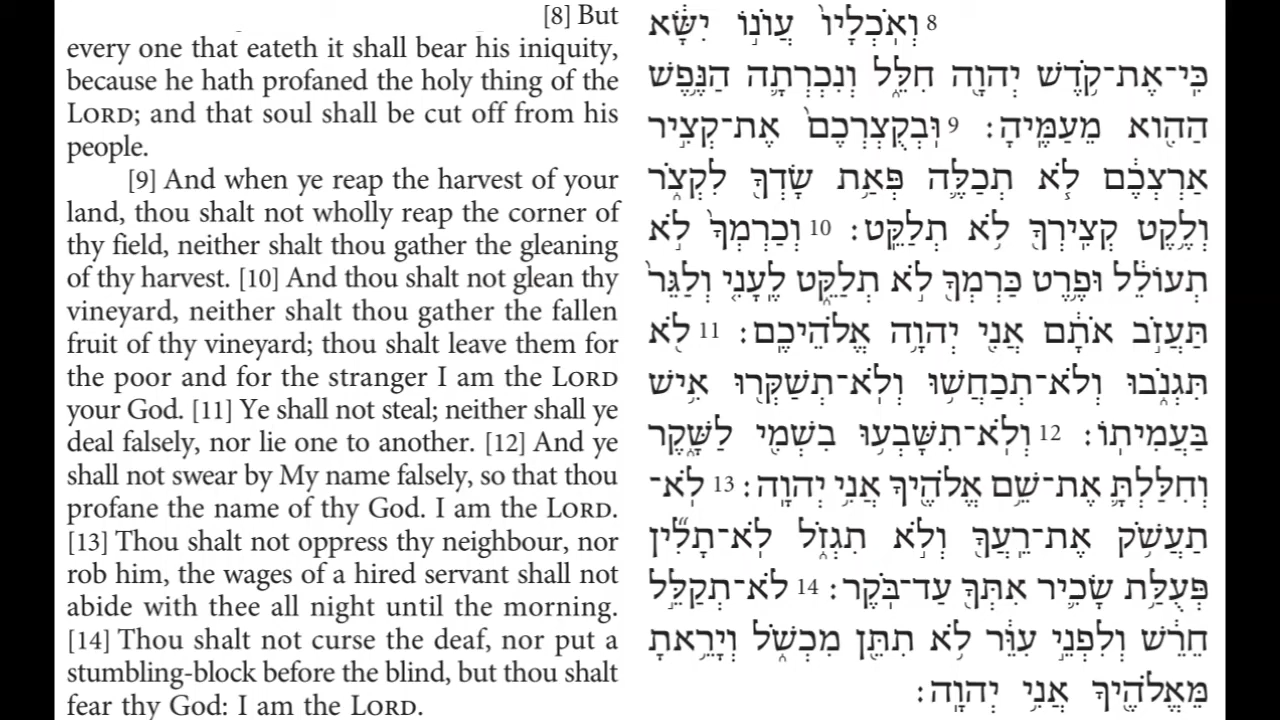 [8] But
every one that eateth it shall bear his iniquity,
because he hath profaned the holy thing of the
LORD; and that soul shall be cut off from his
people.
[9] And when ye reap the harvest of your
land, thou shalt not wholly reap the corner of
thy field, neither shalt thou gather the gleaning
of thy harvest. [10] And thou shalt not glean thy
vineyard, neither shalt thou gather the fallen
fruit of thy vineyard; thou shalt leave them for
the poor and for the stranger I am the LORD
your God. [11] Ye shall not steal; neither shall ye
deal falsely, nor lie one to another. [12] And ye
shall not swear by My name falsely, so that thou
profane the name of thy God. I am the LORD.
[13] Thou shalt not oppress thy neighbour, nor
rob him, the wages of a hired servant shall not
abide with thee all night until the morning.
[14] Thou shalt not curse the deaf, nor put a
stumbling-block before the blind, but thou shalt
fear thy God: I am the LORD.
8 וְאֹֽכְלָיו֙ עֲוֺנ֣וֹ יִשָּׂ֔א
כִּֽי־אֶת־קֹ֥דֶשׁ יְהוָ֖ה חִלֵּ֑ל וְנִכְרְתָ֛ה הַנֶּ֥פֶשׁ
הַהִ֖וא מֵעַמֶּֽיהָ׃ 9 וּֽבְקֻצְרְכֶם֙ אֶת־קְצִ֣יר
אַרְצְכֶ֔ם לֹ֧א תְכַלֶּ֛ה פְּאַ֥ת שָׂדְךָ֖ לִקְצֹ֑ר
וְלֶ֥קֶט קְצִֽירְךָ֖ לֹ֥א תְלַקֵּֽט׃ 10 וְכַרְמְךָ֙ לֹ֣א
תְעוֹלֵ֔ל וּפֶ֥רֶט כַּרְמְךָ֖ לֹ֣א תְלַקֵּ֑ט לֶֽעָנִ֤י וְלַגֵּר֙
תַּעֲזֹ֣ב אֹתָ֔ם אֲנִ֖י יְהוָ֥ה אֱלֹהֵיכֶֽם׃ 11 לֹ֖א
תִּגְנֹ֑בוּ וְלֹא־תְכַחֲשׁ֥וּ וְלֹֽא־תְשַׁקְּר֖וּ אִ֥ישׁ
בַּעֲמִיתֽוֹ׃ 12 וְלֹֽא־תִשָּׁבְע֥וּ בִשְׁמִ֖י לַשָּׁ֑קֶר
וְחִלַּלְתָּ֛ אֶת־שֵׁ֥ם אֱלֹהֶ֖יךָ אֲנִ֥י יְהוָֽה׃ 13 לֹֽא־
תַעֲשֹׁ֥ק אֶת־רֵֽעֲךָ֖ וְלֹ֣א תִגְזֹ֑ל לֹֽא־תָלִ֞ין
פְּעֻלַּ֥ת שָׂכִ֛יר אִתְּךָ֖ עַד־בֹּֽקֶר׃ 14 לֹא־תְקַלֵּ֣ל
חֵרֵ֔שׁ וְלִפְנֵ֣י עִוֵּ֔ר לֹ֥א תִתֵּ֖ן מִכְשֹׁ֑ל וְיָרֵ֥אתָ
מֵּאֱלֹהֶ֖יךָ אֲנִ֥י יְהוָֽה׃